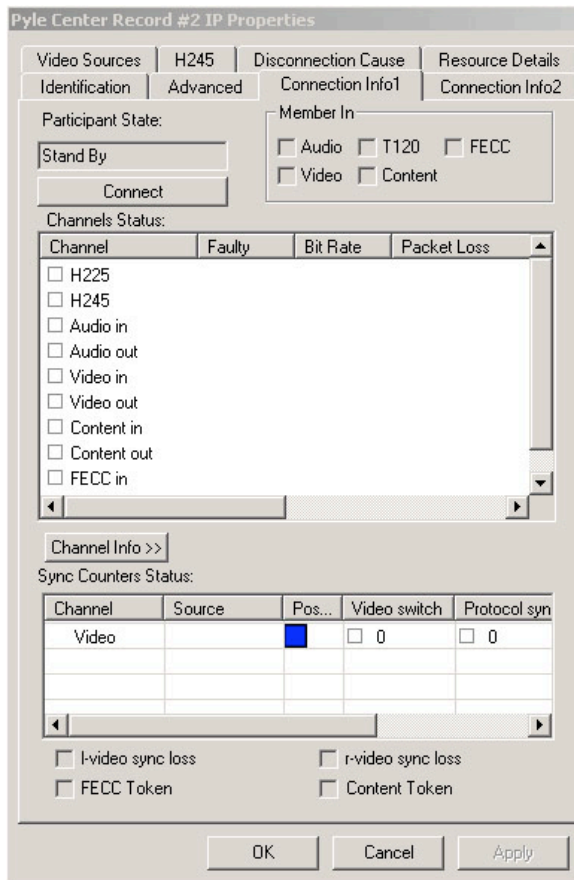 Pyle Center Record #2 IP Properties
Video Sources H245 Disconnection Cause Resource Details
Identification Advanced Connection Info1 Connection Info2
Participant State:
Member In
Stand By
Audio T120 FECC
Video Content
Connect
Channels Status:
Channel Faulty Bit Rate Packet Loss
H225
H245
Audio in
Audio out
Video in
Video out
Content in
Content out
FECC in
Channel Info >>
Sync Counters Status:
Channel Source Pos... Video switch Protocol syn
Video 0 0
l-video sync loss r-video sync loss
FECC Token Content Token
OK Cancel Apply